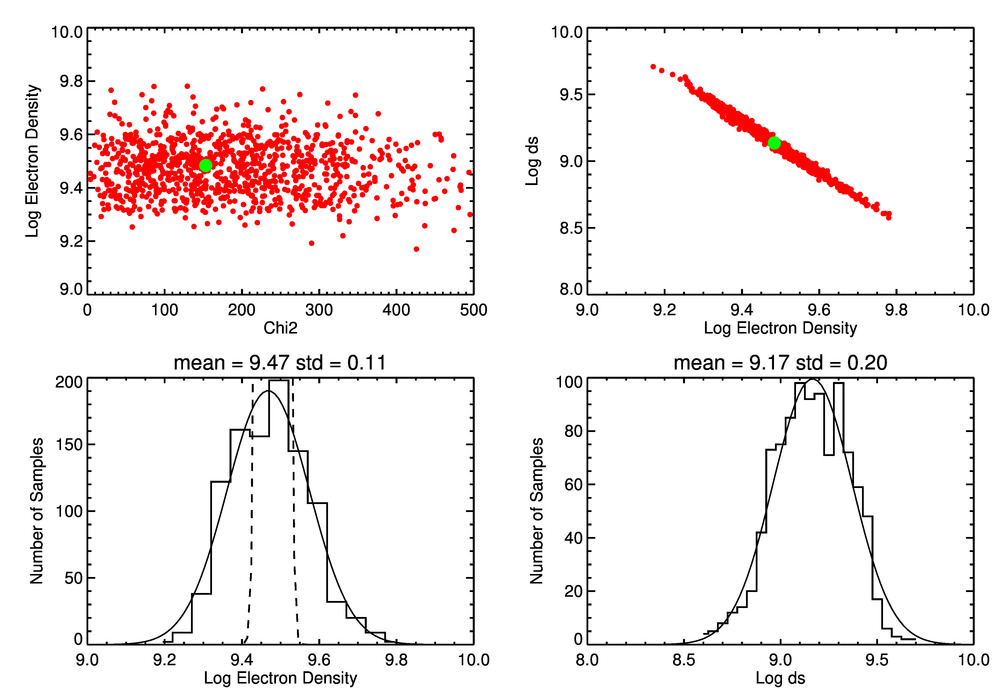 10.0
9.8
9.6
9.4
9.2
9.0
Log Electron Density
0 100 200 300 400 500
Chi2
10.0
9.5
9.0
8.5
8.0
Log ds
9.0 9.2 9.4 9.6 9.8 10.0
Log Electron Density
mean = 9.47 std = 0.11
200
150
100
50
0
Number of Samples
9.0 9.2 9.4 9.6 9.8 10.0
Log Electron Density
mean = 9.17 std = 0.20
100
80
60
40
20
0
Number of Samples
8.0 8.5 9.0 9.5 10.0
Log ds